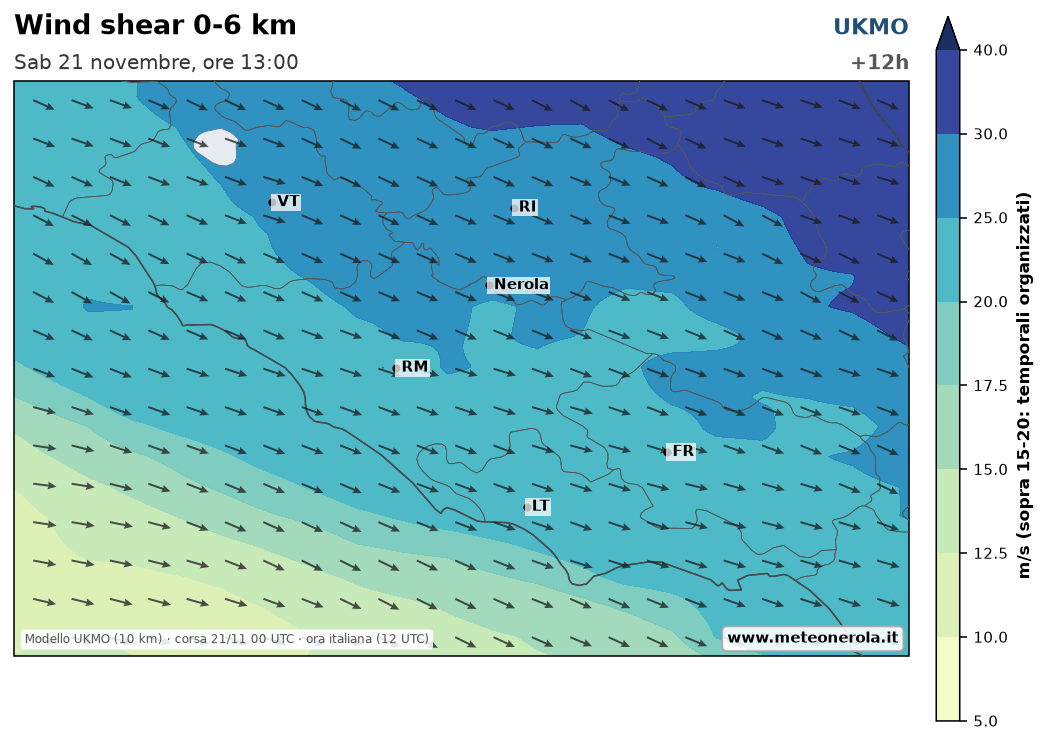 Wind shear 0-6 km
UKMO
Sab 21 novembre, ore 13:00
+12h
40.0
30.0
25.0
20.0
17.5
15.0
12.5
10.0
5.0
m/s (sopra 15-20: temporali organizzati)
VT
RI
Nerola
RM
FR
LT
Modello UKMO (10 km) · corsa 21/11 00 UTC · ora italiana (12 UTC)
www.meteonerola.it